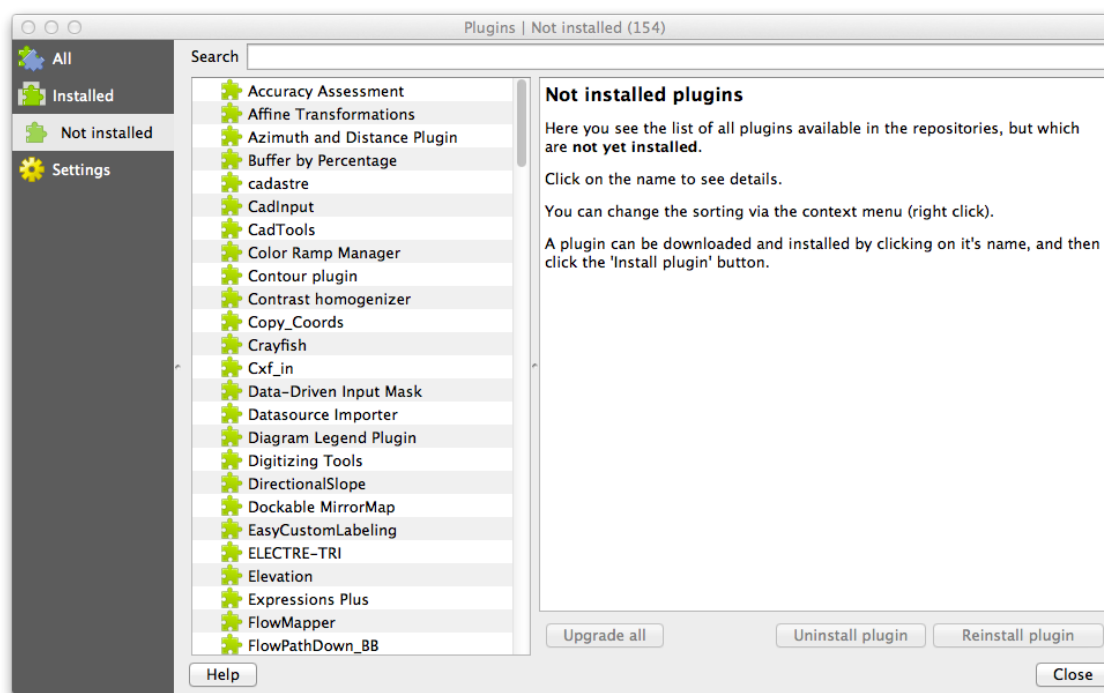 Plugins | Not installed (154)
All
Installed
Not installed
Settings
Search
Accuracy Assessment
Affine Transformations
Azimuth and Distance Plugin
Buffer by Percentage
cadastre
CadInput
CadTools
Color Ramp Manager
Contour plugin
Contrast homogenizer
Copy_Coords
Crayfish
Cxf_in
Data-Driven Input Mask
Datasource Importer
Diagram Legend Plugin
Digitizing Tools
DirectionalSlope
Dockable MirrorMap
EasyCustomLabeling
ELECTRE-TRI
Elevation
Expressions Plus
FlowMapper
FlowPathDown_BB
Not installed plugins
Here you see the list of all plugins available in the repositories, but which
are not yet installed.
Click on the name to see details.
You can change the sorting via the context menu (right click).
A plugin can be downloaded and installed by clicking on it's name, and then
click the 'Install plugin' button.
Upgrade all
Uninstall plugin
Reinstall plugin
Help
Close